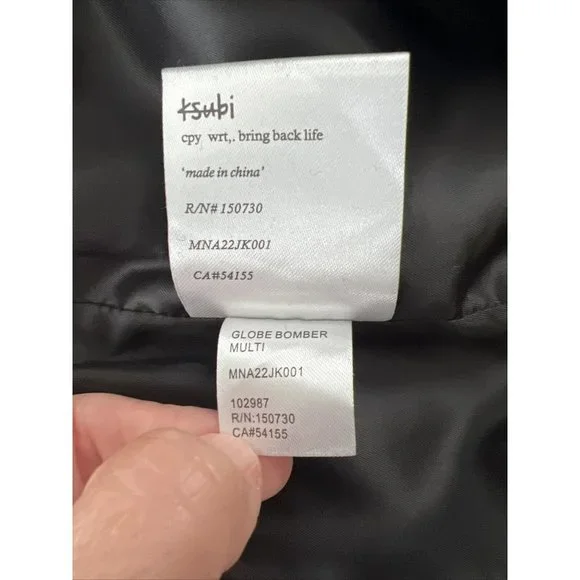 ksubi
cpy wrt,. bring back life
'made in china'
R/N# 150730
MNA22JK001
CA#54155
GLOBE BOMBER
MULTI
MNA22JK001
102987
R/N:150730
CA#54155